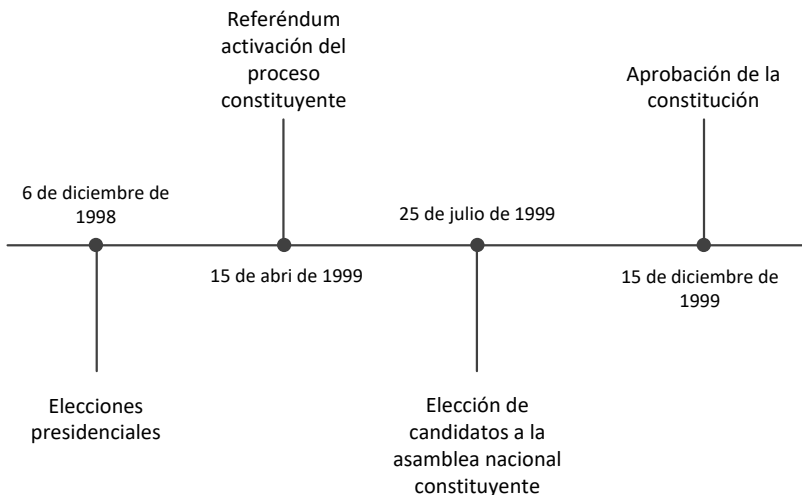 Referéndum
activación del
proceso
constituyente
Aprobación de la
constitución
6 de diciembre de
1998
25 de julio de 1999
15 de abri de 1999
15 de diciembre de
1999
Elecciones
presidenciales
Elección de
candidatos a la
asamblea nacional
constituyente